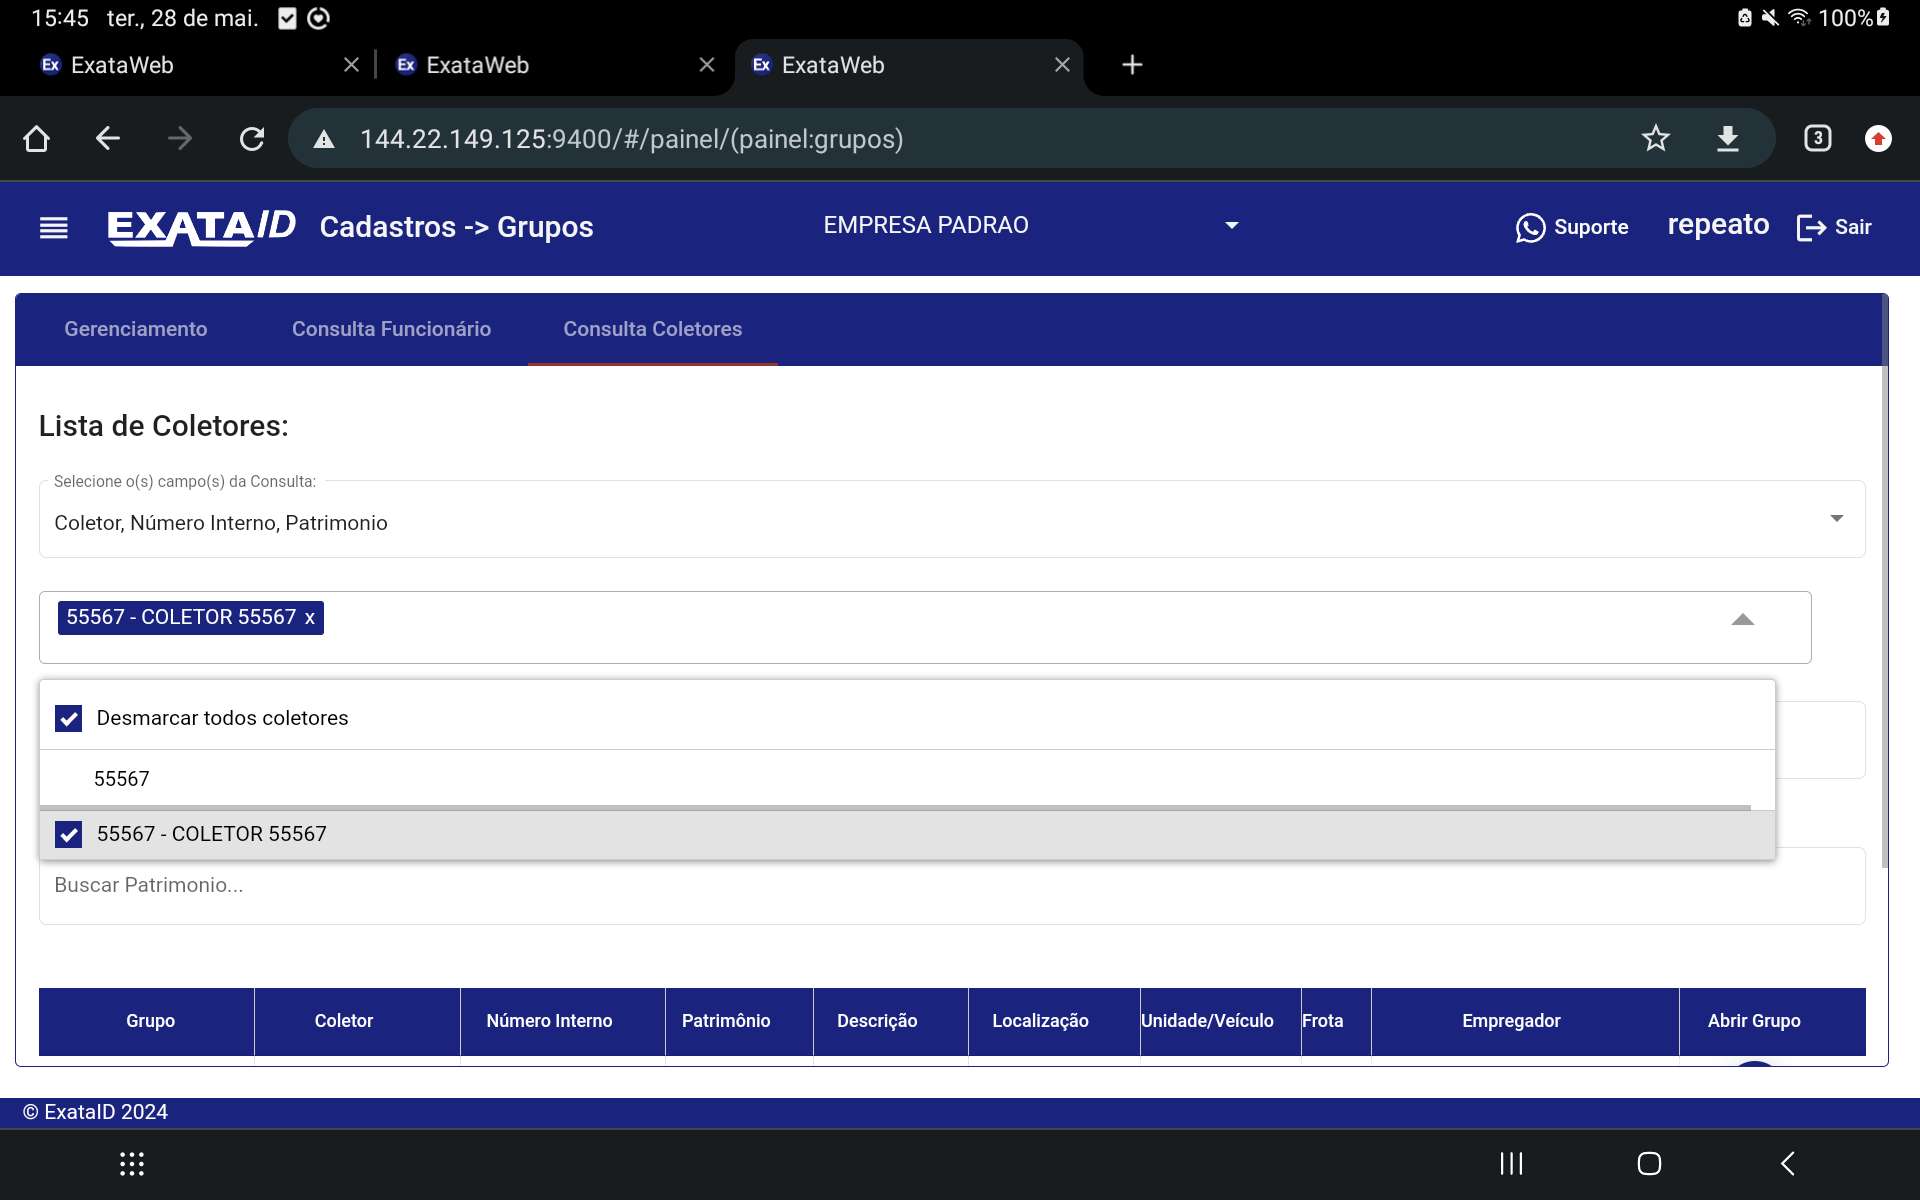 15:45 ter., 28 de mai. 100%
Ex ExataWeb Ex ExataWeb Ex ExataWeb
144.22.149.125:9400/#/painel/(painel:grupos) 3
EXATAID Cadastros -> Grupos EMPRESA PADRAO Suporte repeato Sair
Gerenciamento Consulta Funcionário Consulta Coletores
Lista de Coletores:
Selecione o(s) campo(s) da Consulta:
Coletor, Número Interno, Patrimonio
55567 - COLETOR 55567 x
Desmarcar todos coletores
55567
55567 - COLETOR 55567
Buscar Patrimonio...
Grupo Coletor Número Interno Patrimônio Descrição Localização Unidade/Veículo Frota Empregador Abrir Grupo
© ExataID 2024